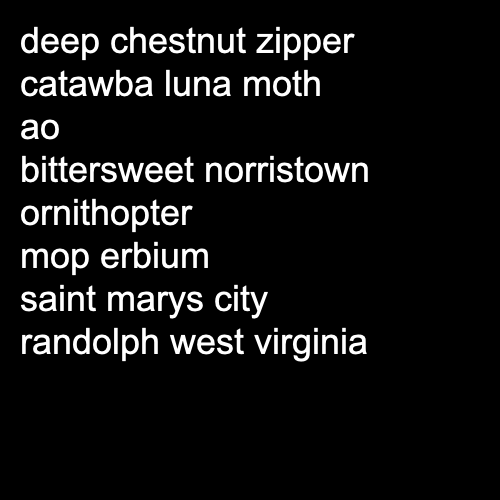 deep chestnut zipper
catawba luna moth
ao
bittersweet norristown
ornithopter
mop erbium
saint marys city
randolph west virginia